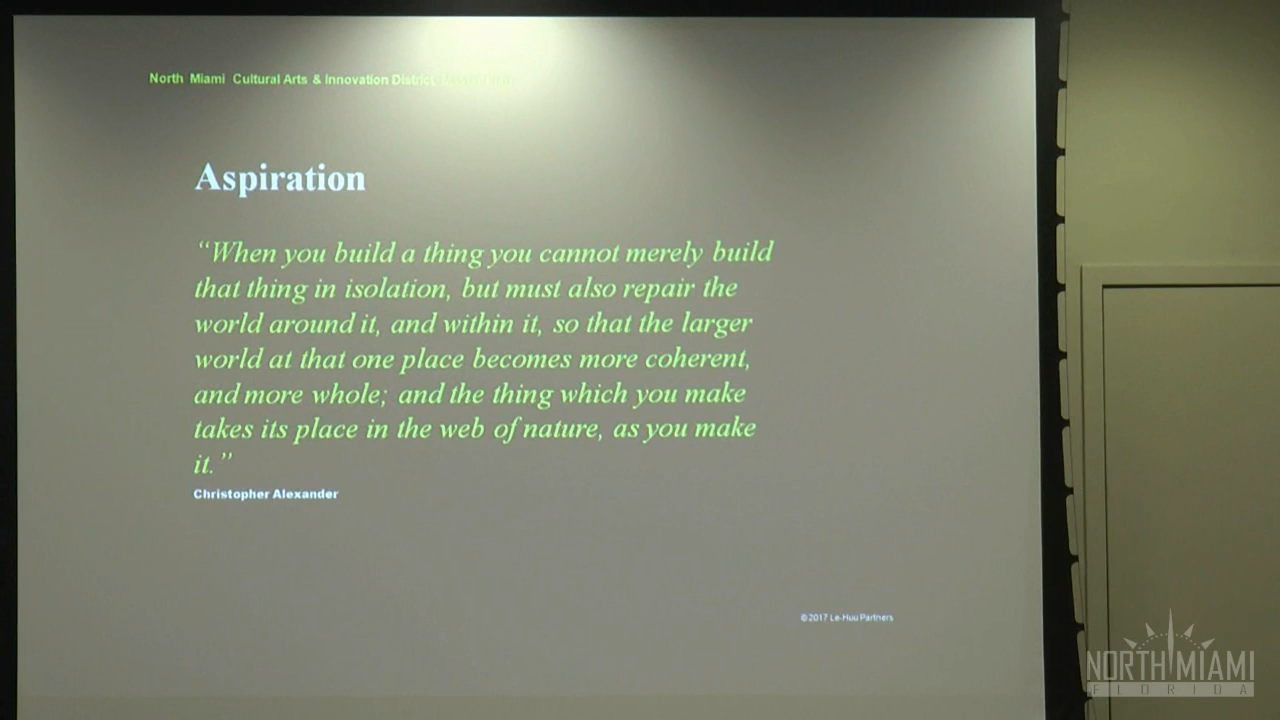 North Miami Cultural Arts & Innovation District
Aspiration
“When you build a thing you cannot merely build
that thing in isolation, but must also repair the
world around it, and within it, so that the larger
world at that one place becomes more coherent,
and more whole; and the thing which you make
takes its place in the web of nature, as you make
it.”
Christopher Alexander
©2017 Le-Huu Partners
NORTH MIAMI
FLORIDA